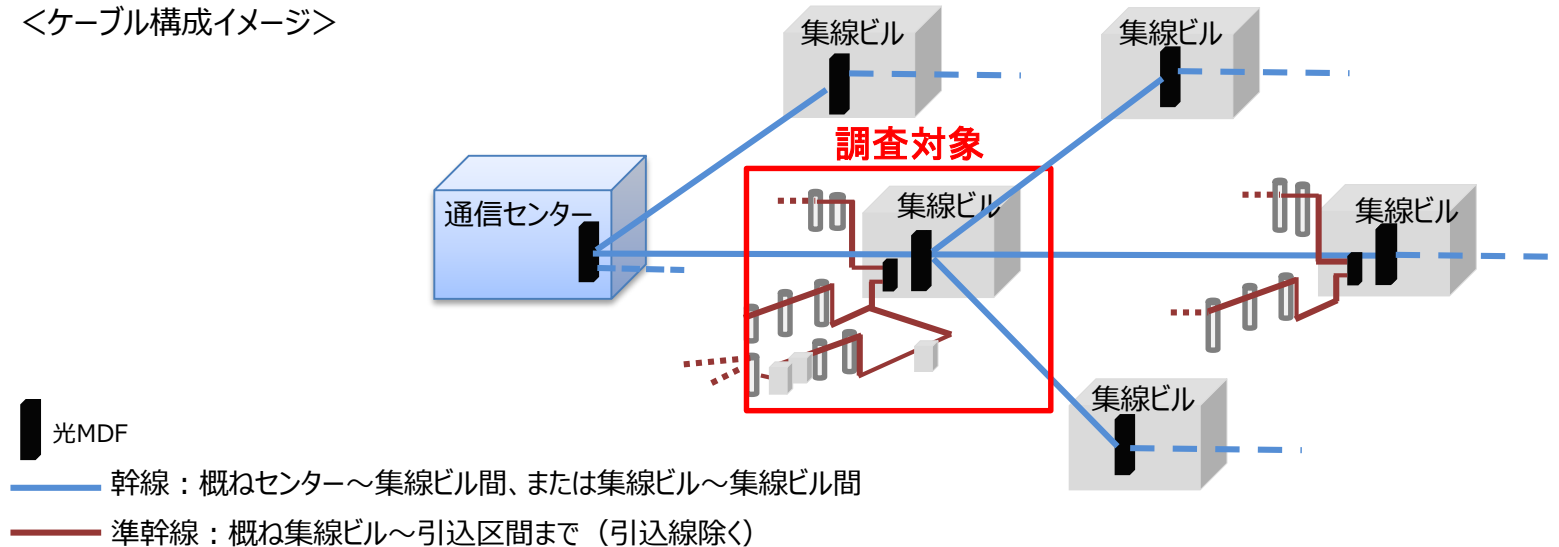 ＜ケーブル構成イメージ＞
集線ビル
集線ビル
調査対象
通信センター
集線ビル
集線ビル
集線ビル
光MDF
幹線：概ねセンター～集線ビル間、または集線ビル～集線ビル間
準幹線：概ね集線ビル～引込区間まで（引込線除く）